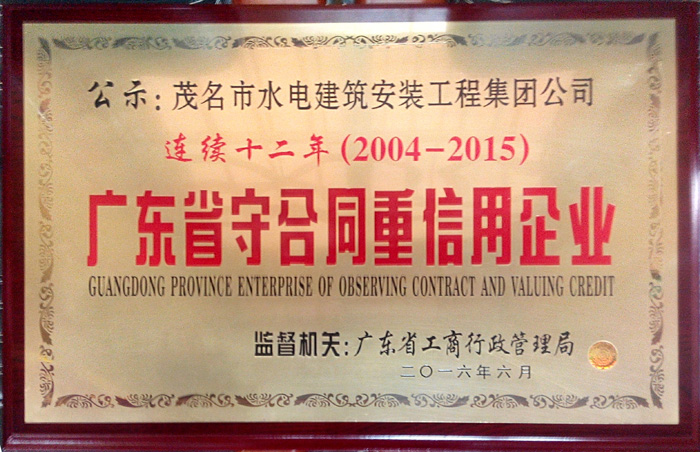 公示：茂名市水电建筑安装工程集团公司
连续十二年(2004-2015)
广东省守合同重信用企业
GUANGDONG PROVINCE ENTERPRISE OF OBSERVING CONTRACT AND VALUING CREDIT
监督机关：广东省工商行政管理局
二〇一六年六月